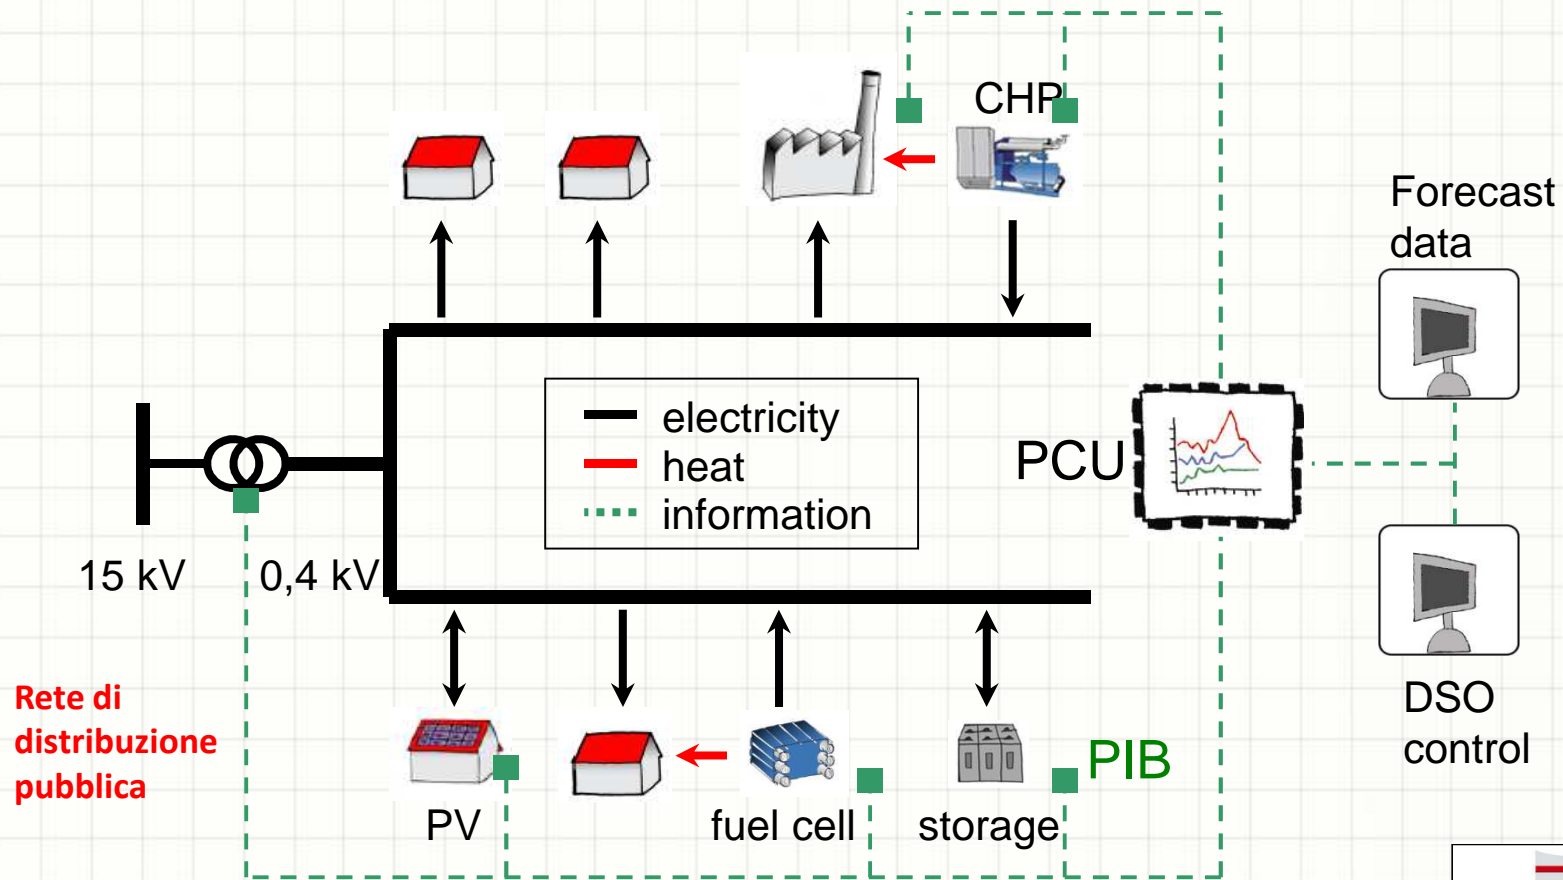 CHP
Forecast
data
electricity
heat
information
PCU
15 kV
0,4 kV
Rete di
distribuzione
pubblica
PIB
DSO
control
PV
fuel cell
storage